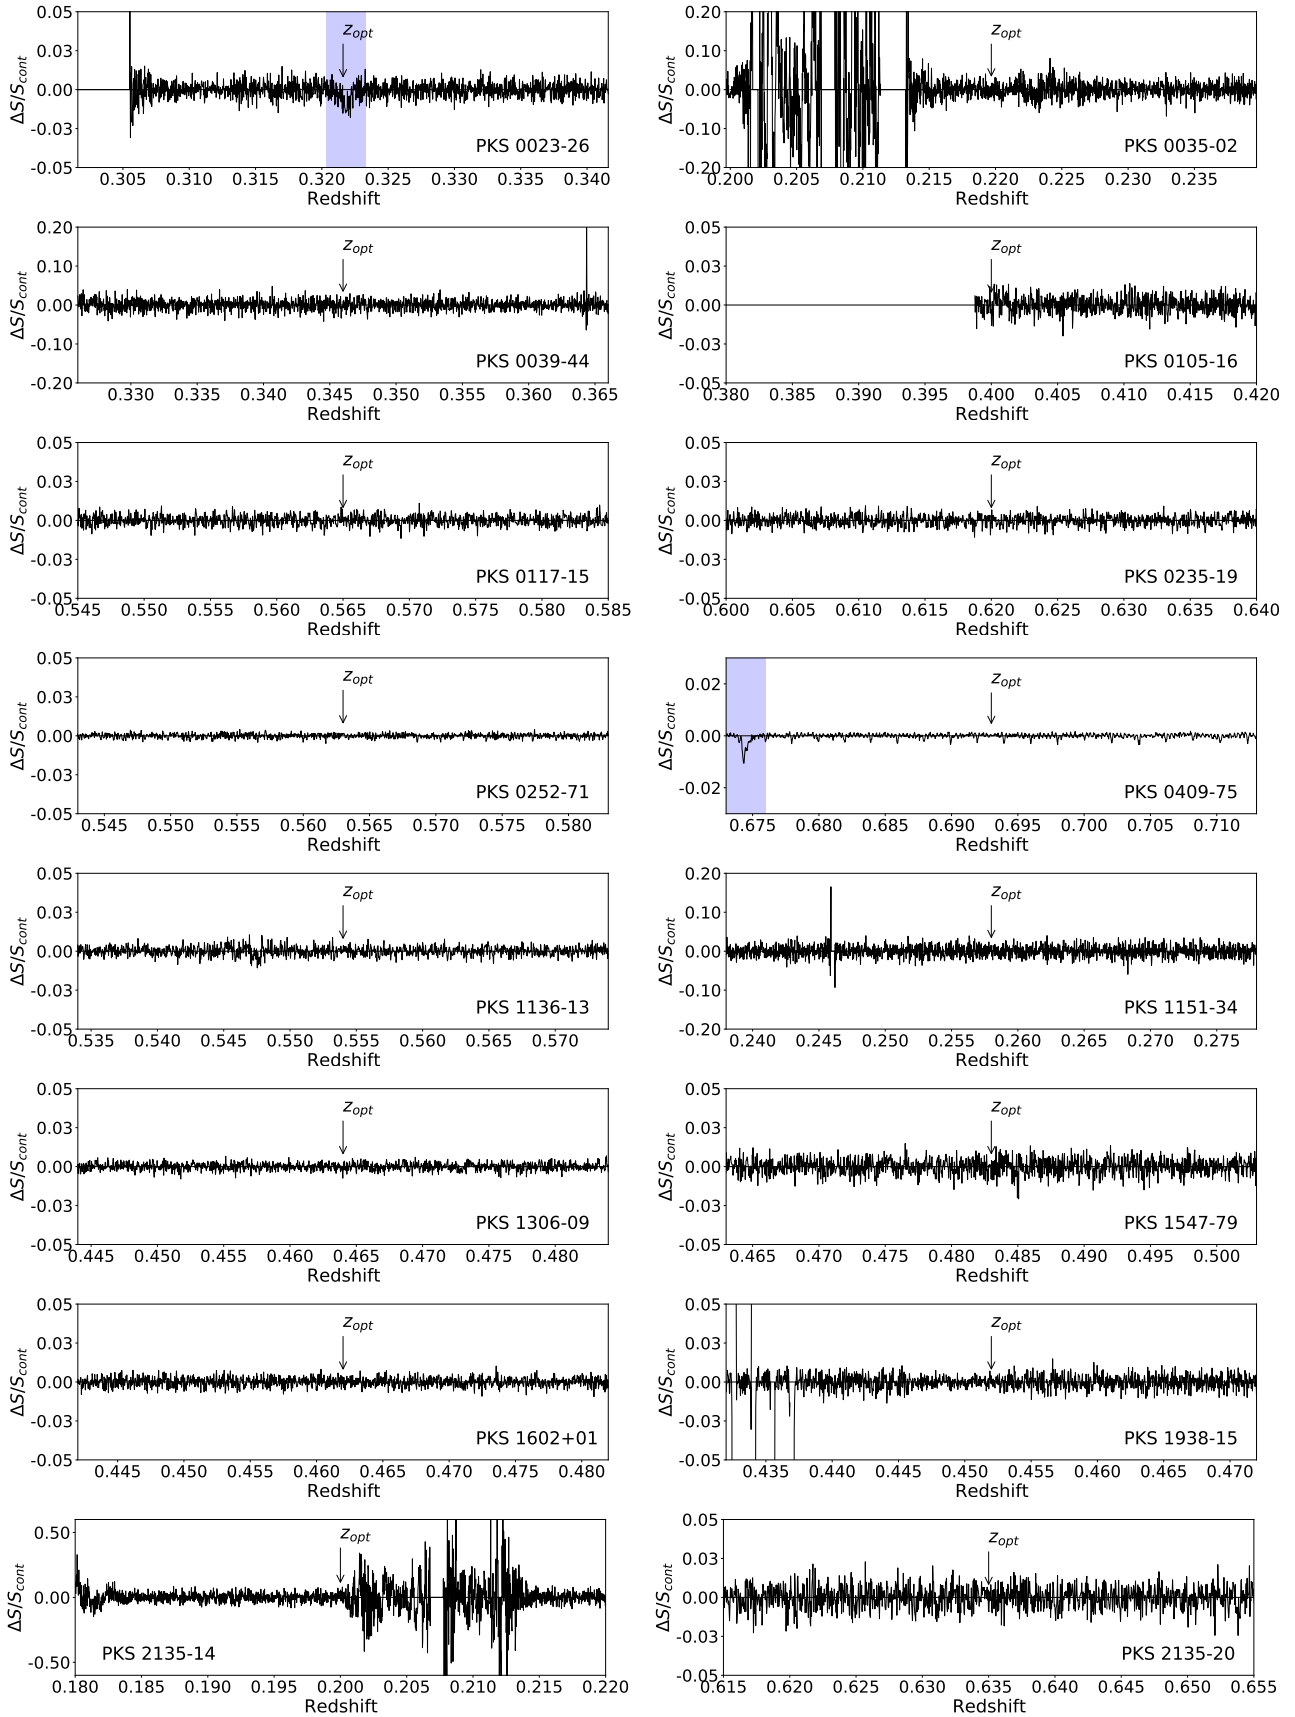 0.05 0.03 0.00 -0.03 -0.05
ΔS/S_cont
z_opt
PKS 0023-26
0.305 0.310 0.315 0.320 0.325 0.330 0.335 0.340
Redshift
0.20 0.10 0.00 -0.10 0.20
ΔS/S_cont
z_opt
PKS 0035-02
0.200 0.205 0.210 0.215 0.220 0.225 0.230 0.235
Redshift
0.20 0.10 0.00 -0.10 -0.20
ΔS/S_cont
z_opt
PKS 0039-44
0.330 0.335 0.340 0.345 0.350 0.355 0.360 0.365
Redshift
0.05 0.03 0.00 -0.03 -0.05
ΔS/S_cont
z_opt
PKS 0105-16
0.380 0.385 0.390 0.395 0.400 0.405 0.410 0.415 0.420
Redshift
0.05 0.03 0.00 -0.03 -0.05
ΔS/S_cont
z_opt
PKS 0117-15
0.545 0.550 0.555 0.560 0.565 0.570 0.575 0.580 0.585
Redshift
0.05 0.03 0.00 -0.03 -0.05
ΔS/S_cont
z_opt
PKS 0235-19
0.600 0.605 0.610 0.615 0.620 0.625 0.630 0.635 0.640
Redshift
0.05 0.03 0.00 -0.03 -0.05
ΔS/S_cont
z_opt
PKS 0252-71
0.545 0.550 0.555 0.560 0.565 0.570 0.575 0.580
Redshift
0.02 0.00 -0.02
ΔS/S_cont
z_opt
PKS 0409-75
0.675 0.680 0.685 0.690 0.695 0.700 0.705 0.710
Redshift
0.05 0.03 0.00 -0.03 -0.05
ΔS/S_cont
z_opt
PKS 1136-13
0.535 0.540 0.545 0.550 0.555 0.560 0.565 0.570
Redshift
0.20 0.10 0.00 -0.10 -0.20
ΔS/S_cont
z_opt
PKS 1151-34
0.240 0.245 0.250 0.255 0.260 0.265 0.270 0.275
Redshift
0.05 0.03 0.00 -0.03 -0.05
ΔS/S_cont
z_opt
PKS 1306-09
0.445 0.450 0.455 0.460 0.465 0.470 0.475 0.480
Redshift
0.05 0.03 0.00 -0.03 -0.05
ΔS/S_cont
z_opt
PKS 1547-79
0.465 0.470 0.475 0.480 0.485 0.490 0.495 0.500
Redshift
0.05 0.03 0.00 -0.03 -0.05
ΔS/S_cont
z_opt
PKS 1602+01
0.445 0.450 0.455 0.460 0.465 0.470 0.475 0.480
Redshift
0.05 0.03 0.00 -0.03 -0.05
ΔS/S_cont
z_opt
PKS 1938-15
0.435 0.440 0.445 0.450 0.455 0.460 0.465 0.470
Redshift
0.50 0.00 -0.50
ΔS/S_cont
z_opt
PKS 2135-14
0.180 0.185 0.190 0.195 0.200 0.205 0.210 0.215 0.220
Redshift
0.05 0.03 0.00 -0.03 -0.05
ΔS/S_cont
z_opt
PKS 2135-20
0.615 0.620 0.625 0.630 0.635 0.640 0.645 0.650 0.655
Redshift